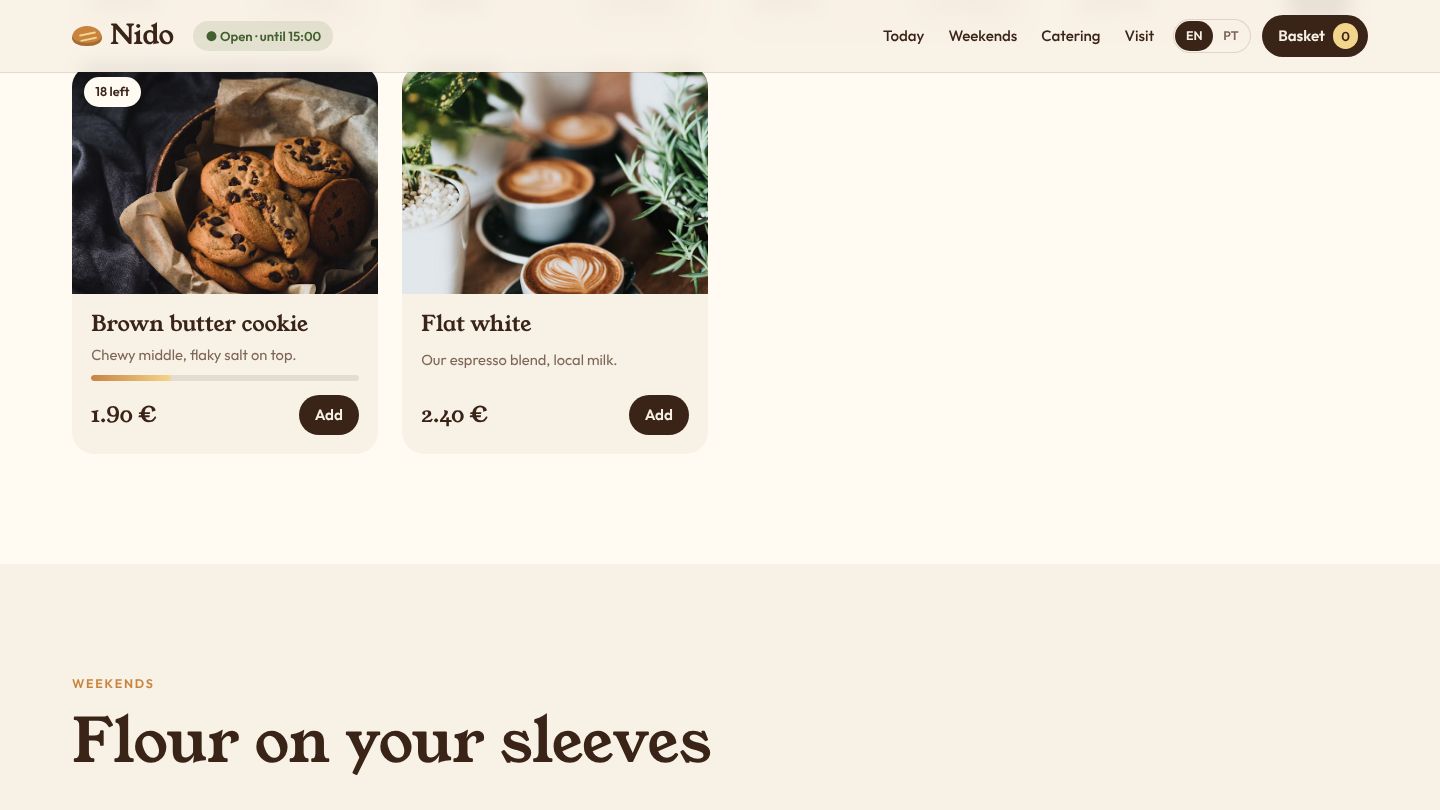 Nido
Open · until 15:00
Today
Weekends
Catering
Visit
EN
PT
Basket
0
18 left
Brown butter cookie
Chewy middle, flaky salt on top.
1.90 €
Add
Flat white
Our espresso blend, local milk.
2.40 €
Add
WEEKENDS
Flour on your sleeves